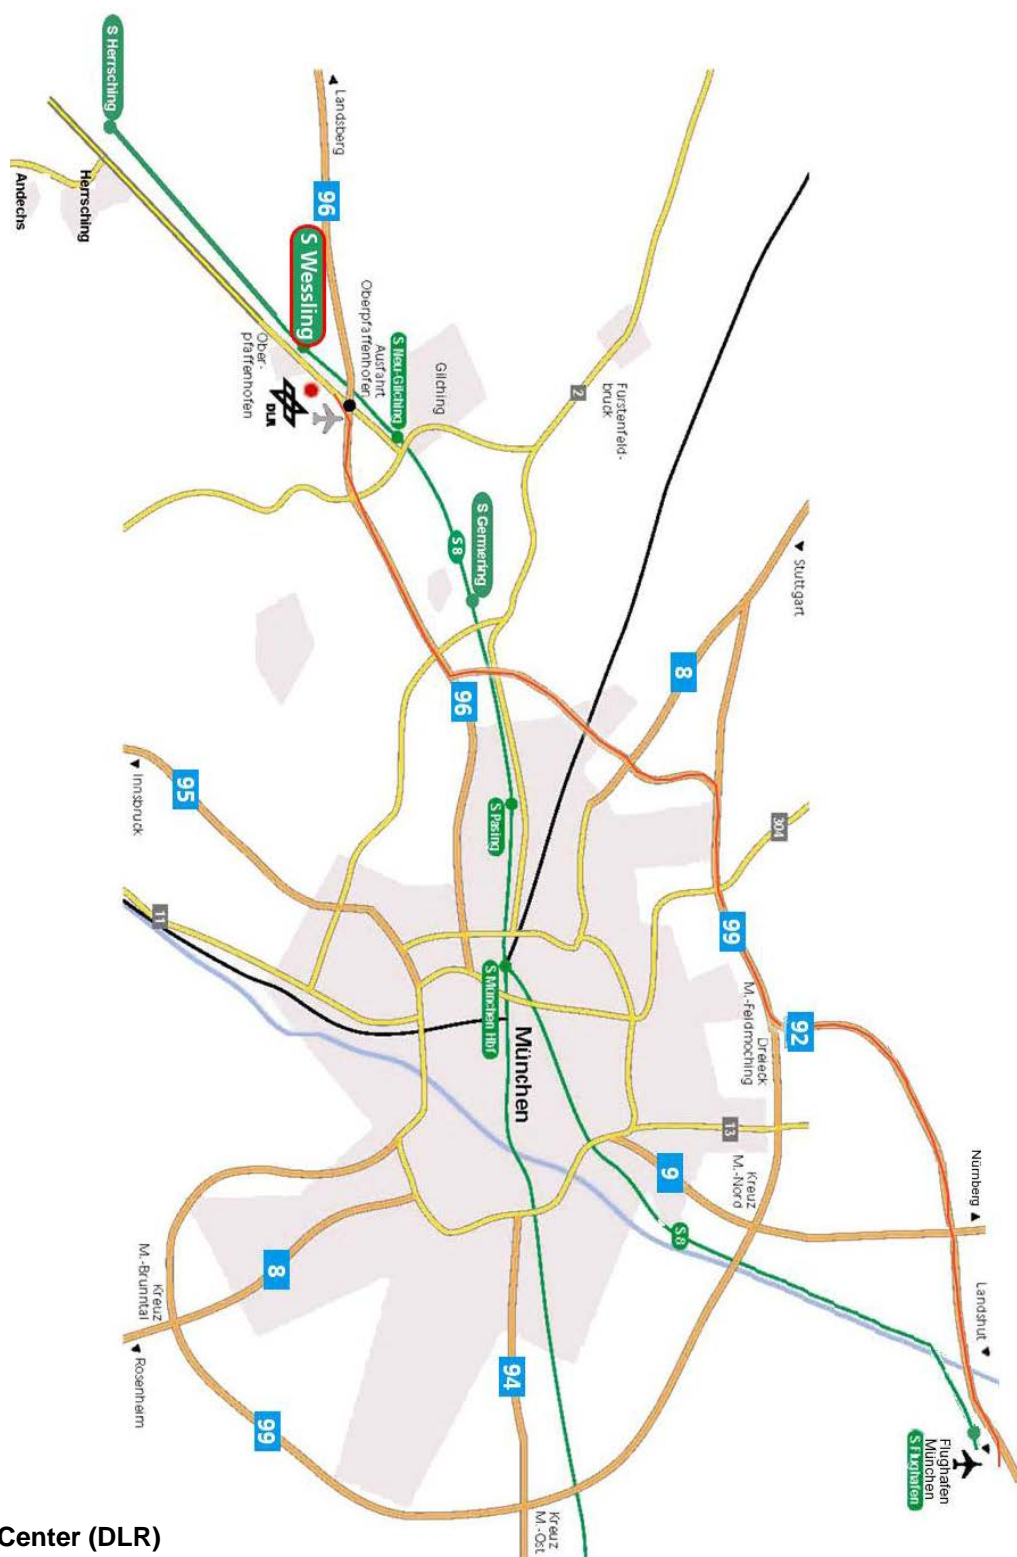 S Herrsching
Landsberg
Andechs
Herrsching
96
S Wessling
Ausfahrt
Oberpfaffenhofen
S Neu-Gilching
Gilching
Ober-
pfaffenhofen
DLR
Fürstenfeld-
bruck
2
S Germering
S 8
Stuttgart
8
96
95
Innsbruck
S Pasing
304
99
11
S München Hbf
München
Dreieck
M.-Feldmoching
92
13
Kreuz
M.-Nord
9
Nürnberg
S 8
Landshut
Kreuz
M.-Brunntal
8
Rosenheim
94
99
Flughafen
München
S Flughafen
Kreuz
M.-Ost
Center (DLR)